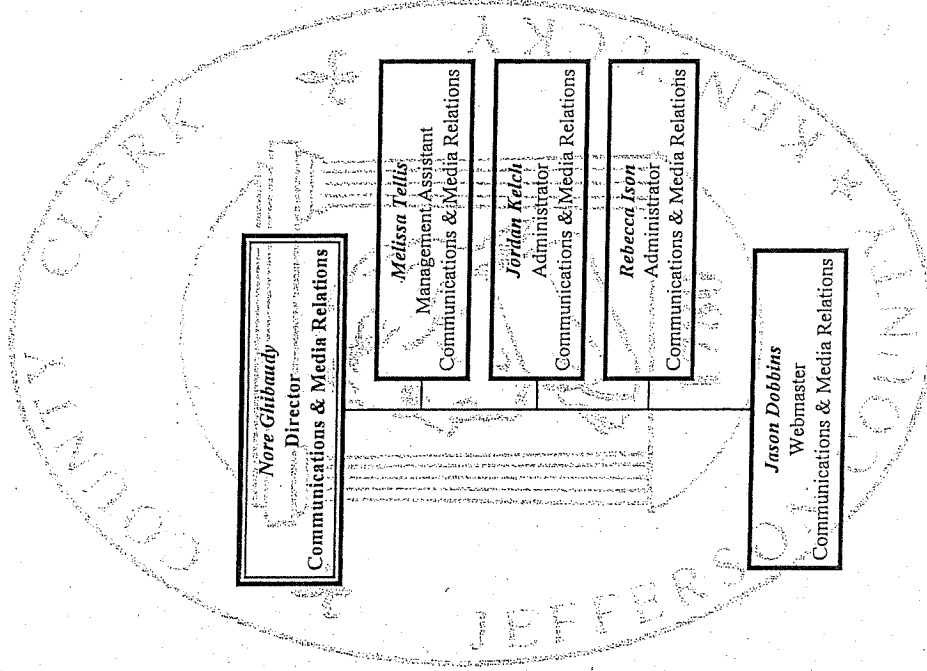 Nore Ghibaudy
Director
Communications & Media Relations
Melissa Tellis
Management Assistant
Communications & Media Relations
Jordan Kelch
Administrator
Communications & Media Relations
Rebecca Ison
Administrator
Communications & Media Relations
Jason Dobbins
Webmaster
Communications & Media Relations
COUNTY CLERK
JEFFERSON COUNTY KENTUCKY